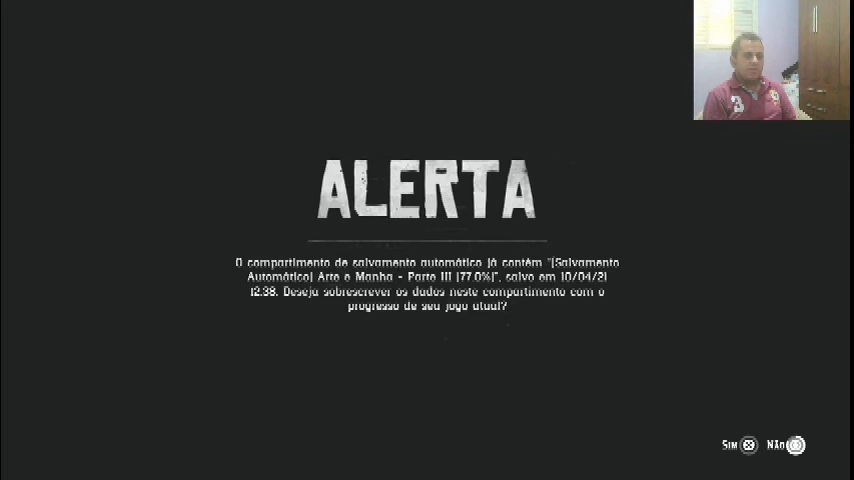 ALERTA
O compartimento de salvamento automático já contém "[Salvamento
Automático] Arte e Manha - Parte III (77.0%)", salvo em 10/04/21
12:38. Deseja sobrescrever os dados neste compartimento com o
progresso de seu jogo atual?
Sim Não
3